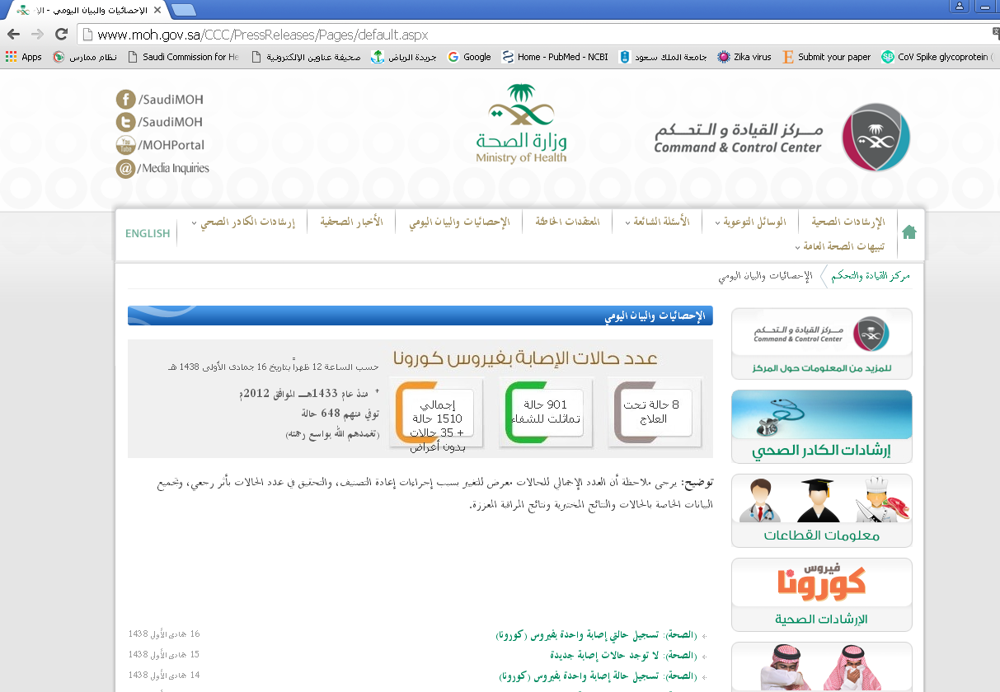 الإحصائيات والبيان اليومي - الإ
www.moh.gov.sa/CCC/PressReleases/Pages/default.aspx
Apps
نظام ممارس
Saudi Commission for He
صحيفة عناوين الإلكترونية
جريدة الرياض
Google
Home - PubMed - NCBI
جامعة الملك سعود
Zika virus
Submit your paper
CoV Spike glycoprotein (
/SaudiMOH
/SaudiMOH
/MOHPortal
/Media Inquiries
وزارة الصحة
Ministry of Health
مركز القيادة و التحكم
Command & Control Center
الإرشادات الصحية
الوسائل التوعوية
الأسئلة الشائعة
المعتقدات الخاطئة
الإحصائيات والبيان اليومي
الأخبار الصحفية
إرشادات الكادر الصحي
ENGLISH
تنبيهات الصحة العامة
مركز القيادة والتحكم
الإحصائيات والبيان اليومي
الإحصائيات والبيان اليومي
عدد حالات الإصابة بفيروس كورونا
حسب الساعة 12 ظهراً بتاريخ 16 جمادى الأولى 1438 هـ
8 حالة تحت
العلاج
901 حالة
تماثلت للشفاء
إجمالي
1510 حالة
+ 35 حالات
بدون أعراض
* منذ عام 1433هــ الموافق 2012م
توفي منهم 648 حالة
(تغمدهم الله بواسع رحمته)
توضيح: يرجى ملاحظة أن العدد الإجمالي للحالات معرض للتغير بسبب إجراءات إعادة التصنيف، والتحقيق في عدد الحالات بأثر رجعي، وتجميع
البيانات الخاصة بالحالات والنتائج المختبرية ونتائج المراقبة المعززة.
(الصحة): تسجيل حالتي إصابة واحدة بفيروس (كورونا)
16 جمادى الأول 1438
(الصحة): لا توجد حالات إصابة جديدة
15 جمادى الأول 1438
(الصحة): تسجيل حالة إصابة واحدة بفيروس (كورونا)
14 جمادى الأول 1438
مركز القيادة و التحكم
Command & Control Center
للمزيد من المعلومات حول المركز
إرشادات الكادر الصحي
معلومات القطاعات
فيروس
كورونا
الإرشادات الصحية